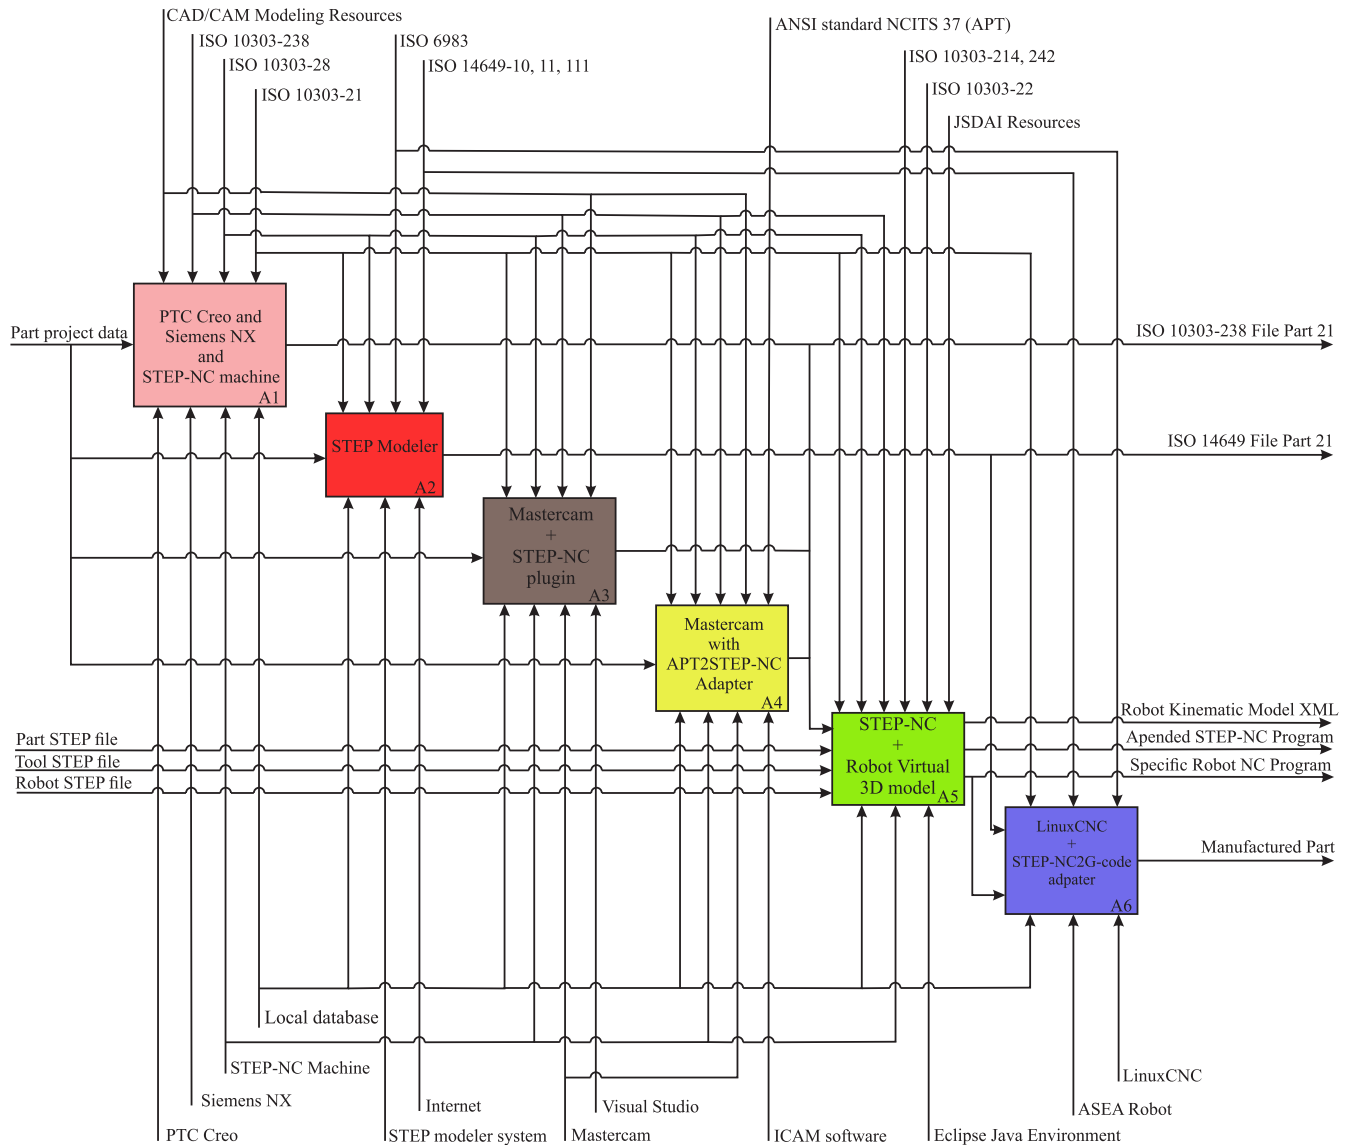 CAD/CAM Modeling Resources
ISO 10303-238
ISO 10303-28
ISO 10303-21
ISO 6983
ISO 14649-10, 11, 111
ANSI standard NCITS 37 (APT)
ISO 10303-214, 242
ISO 10303-22
JSDAI Resources
Part project data
PTC Creo and
Siemens NX
and
STEP-NC machine
A1
ISO 10303-238 File Part 21
STEP Modeler
A2
ISO 14649 File Part 21
Mastercam
+
STEP-NC
plugin
A3
Mastercam
with
APT2STEP-NC
Adapter
A4
Part STEP file
Tool STEP file
Robot STEP file
STEP-NC
+
Robot Virtual
3D model
A5
Robot Kinematic Model XML
Apended STEP-NC Program
Specific Robot NC Program
LinuxCNC
+
STEP-NC2G-code
adpater
A6
Manufactured Part
Local database
STEP-NC Machine
Siemens NX
PTC Creo
Internet
STEP modeler system
Visual Studio
Mastercam
ICAM software
Eclipse Java Environment
LinuxCNC
ASEA Robot